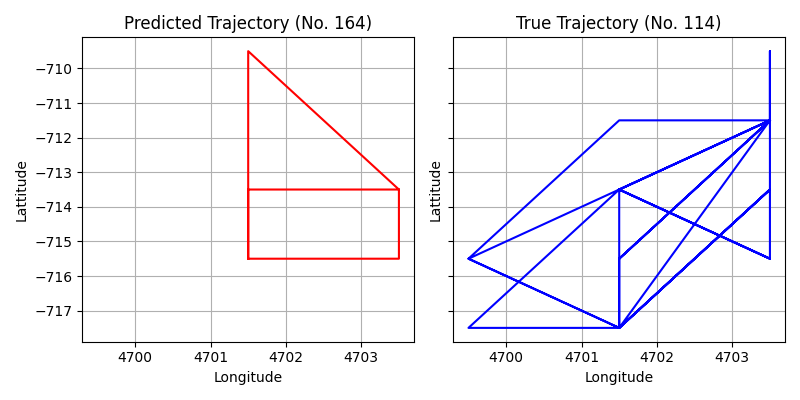 Predicted Trajectory (No. 164)
−710
−711
−712
−713
−714
−715
−716
−717
Lattitude
4700 4701 4702 4703
Longitude
True Trajectory (No. 114)
Lattitude
4700 4701 4702 4703
Longitude